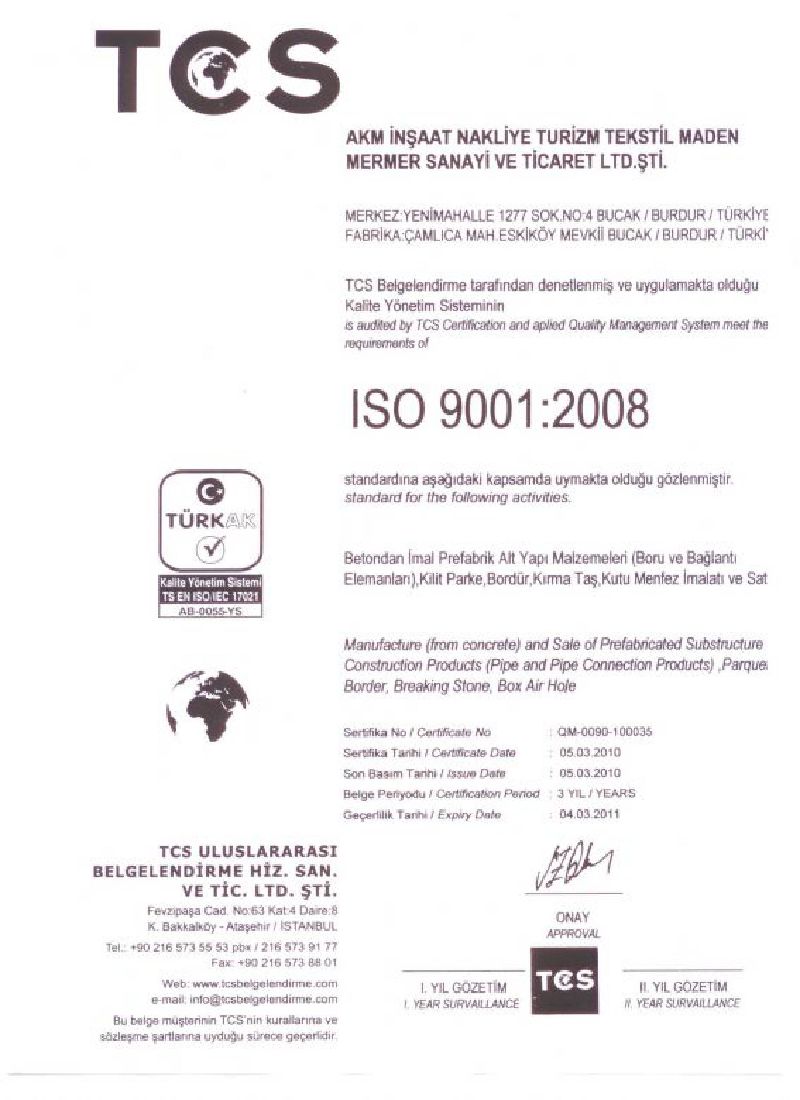 TCS
AKM İNŞAAT NAKLİYE TURİZM TEKSTİL MADEN
MERMER SANAYİ VE TİCARET LTD.ŞTİ.
MERKEZ:YENİMAHALLE 1277 SOK.NO:4 BUCAK / BURDUR / TÜRKİYE
FABRİKA:ÇAMLICA MAH.ESKİKÖY MEVKİİ BUCAK / BURDUR / TÜRKİ
TCS Belgelendirme tarafından denetlenmiş ve uygulamakta olduğu
Kalite Yönetim Sisteminin
is audited by TCS Certification and aplied Quality Management System meet the
requirements of
ISO 9001:2008
standardına aşağıdaki kapsamda uymakta olduğu gözlenmiştir.
standard for the following activities.
TÜRKAK
Kalite Yönetim Sistemi
TS EN ISO/IEC 17021
AB-0055-YS
Betondan İmal Prefabrik Alt Yapı Malzemeleri (Boru ve Bağlantı
Elemanları),Kilit Parke,Bordür,Kırma Taş,Kutu Menfez İmalatı ve Sat
Manufacture (from concrete) and Sale of Prefabricated Substructure
Construction Products (Pipe and Pipe Connection Products) ,Parque
Border, Breaking Stone, Box Air Hole
Sertifika No / Certificate No : QM-0090-100035
Sertifika Tarihi / Certificate Date : 05.03.2010
Son Basım Tarihi / Issue Date : 05.03.2010
Belge Periyodu / Certification Period : 3 YIL / YEARS
Geçerlilik Tarihi / Expiry Date : 04.03.2011
TCS ULUSLARARASI
BELGELENDİRME HİZ. SAN.
VE TİC. LTD. ŞTİ.
Fevzipaşa Cad. No:63 Kat:4 Daire:8
K. Bakkalköy - Ataşehir / İSTANBUL
Tel.: +90 216 573 55 53 pbx / 216 573 91 77
Fax: +90 216 573 88 01
Web: www.tcsbelgelendirme.com
e-mail: info@tcsbelgelendirme.com
Bu belge müşterinin TCS'nin kurallarına ve
sözleşme şartlarına uyduğu sürece geçerlidir.
ONAY
APPROVAL
I. YIL GÖZETİM
I. YEAR SURVAILLANCE
TCS
II. YIL GÖZETİM
II. YEAR SURVAILLANCE